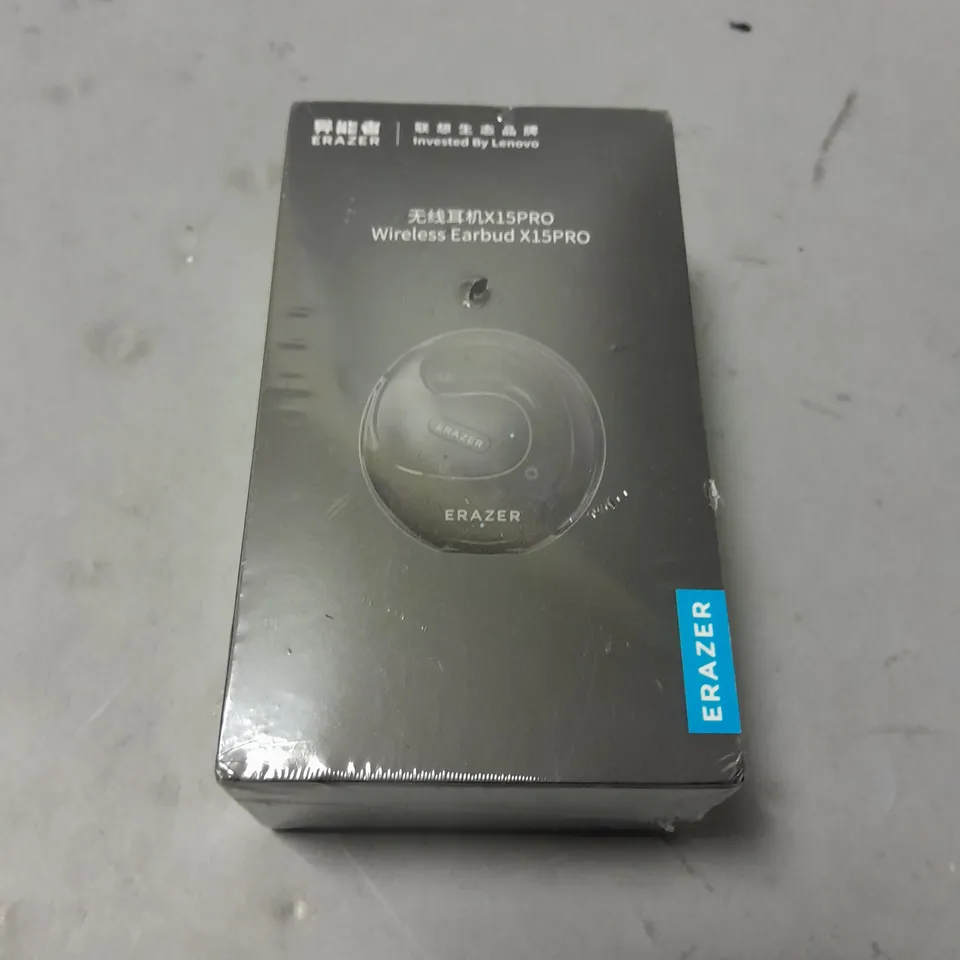 异能者
ERAZER
联想生态品牌
Invested By Lenovo
无线耳机X15PRO
Wireless Earbud X15PRO
ERAZER
ERAZER
ERAZER